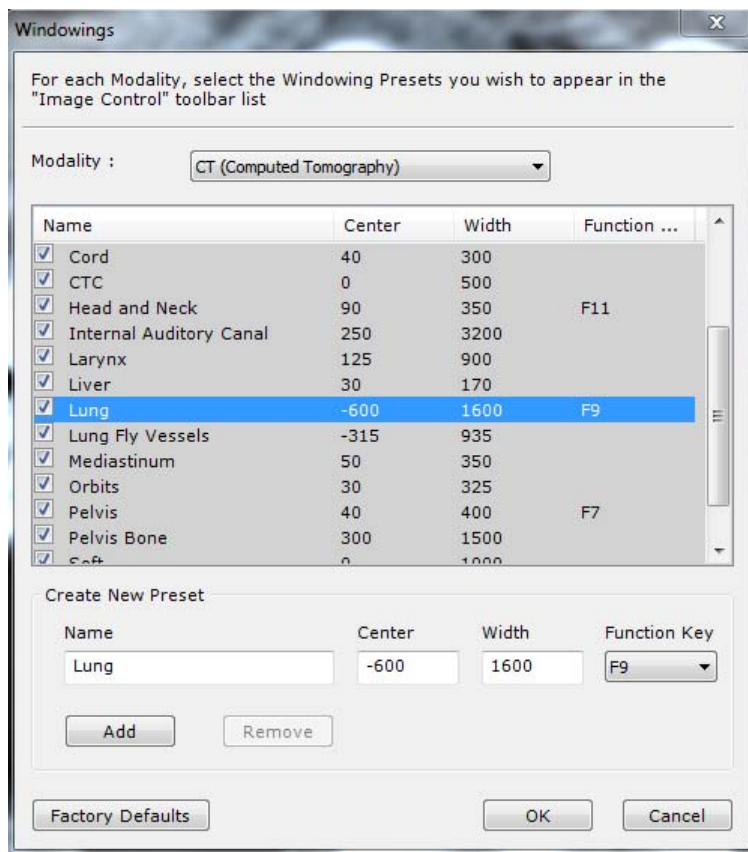 Windowings
For each Modality, select the Windowing Presets you wish to appear in the
"Image Control" toolbar list
Modality : CT (Computed Tomography)
Name Center Width Function ...
Cord 40 300
CTC 0 500
Head and Neck 90 350 F11
Internal Auditory Canal 250 3200
Larynx 125 900
Liver 30 170
Lung -600 1600 F9
Lung Fly Vessels -315 935
Mediastinum 50 350
Orbits 30 325
Pelvis 40 400 F7
Pelvis Bone 300 1500
Soft 0 1000
Create New Preset
Name Center Width Function Key
Lung -600 1600 F9
Add Remove
Factory Defaults OK Cancel